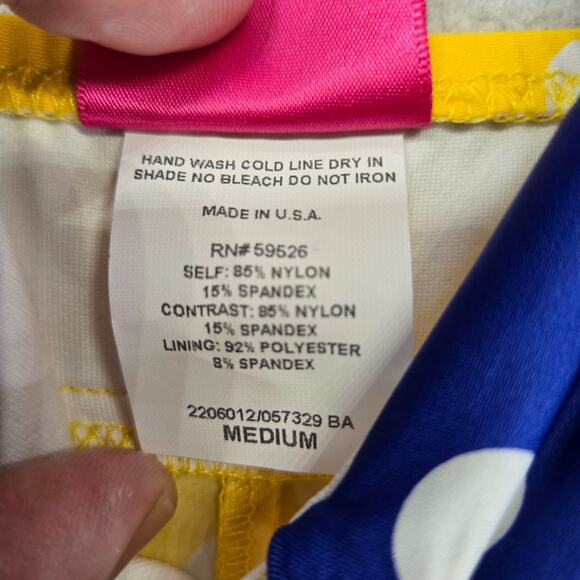 HAND WASH COLD LINE DRY IN
SHADE NO BLEACH DO NOT IRON
MADE IN U.S.A.
RN# 59526
SELF: 85% NYLON
15% SPANDEX
CONTRAST: 85% NYLON
15% SPANDEX
LINING: 92% POLYESTER
8% SPANDEX
2206012/057329 BA
MEDIUM